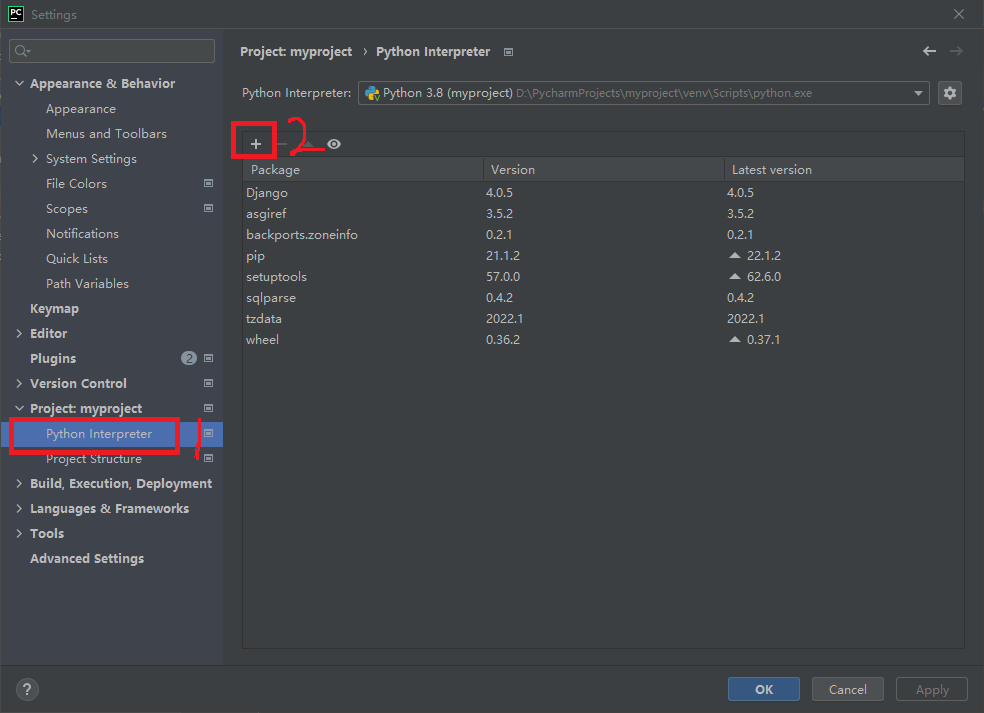 PC Settings
Project: myproject › Python Interpreter
Appearance & Behavior
Appearance
Menus and Toolbars
System Settings
File Colors
Scopes
Notifications
Quick Lists
Path Variables
Keymap
Editor
Plugins 2
Version Control
Project: myproject
Python Interpreter 1
Project Structure
Build, Execution, Deployment
Languages & Frameworks
Tools
Advanced Settings
Python Interpreter: Python 3.8 (myproject) D:\PycharmProjects\myproject\venv\Scripts\python.exe
+ 2
Package Version Latest version
Django 4.0.5 4.0.5
asgiref 3.5.2 3.5.2
backports.zoneinfo 0.2.1 0.2.1
pip 21.1.2 ▲ 22.1.2
setuptools 57.0.0 ▲ 62.6.0
sqlparse 0.4.2 0.4.2
tzdata 2022.1 2022.1
wheel 0.36.2 ▲ 0.37.1
? OK Cancel Apply